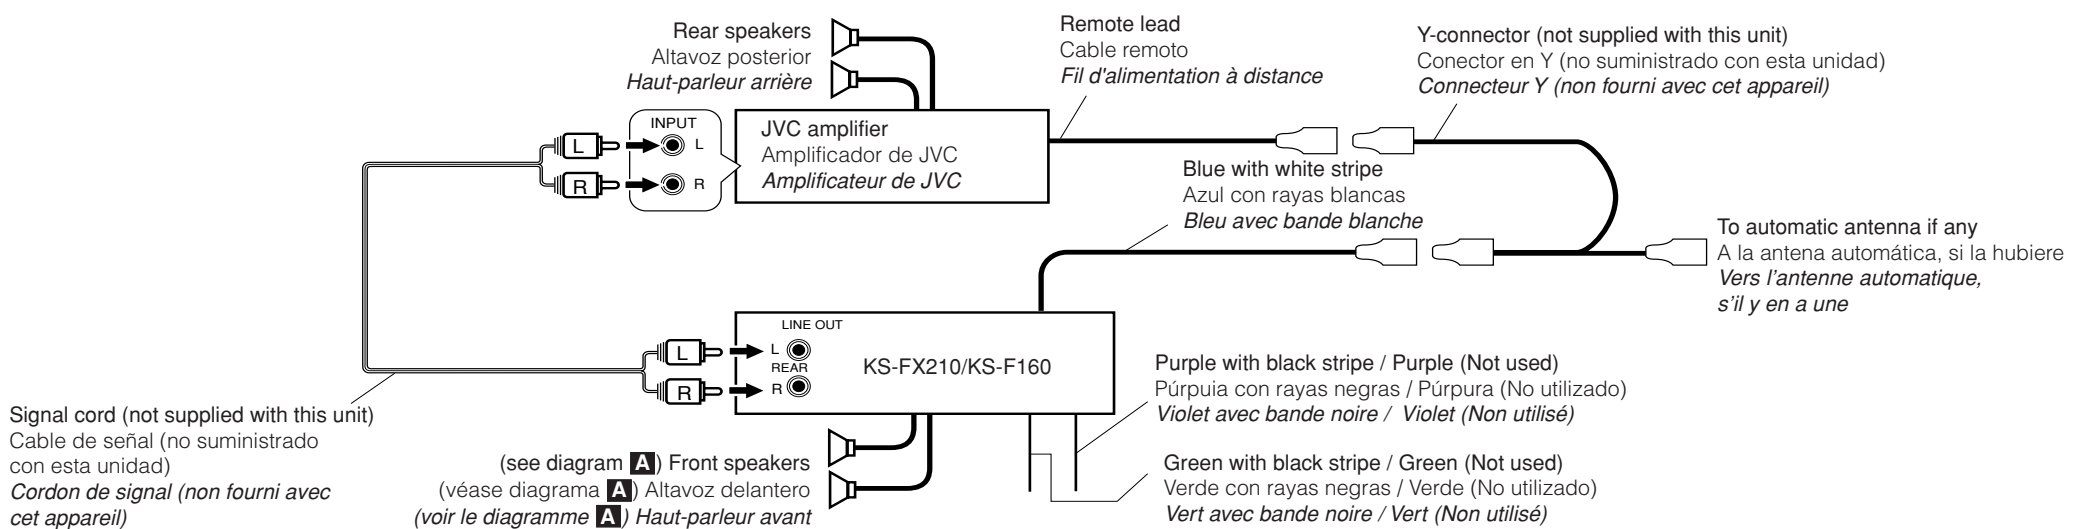 Rear speakers
Altavoz posterior
Haut-parleur arrière
Remote lead
Cable remoto
Fil d'alimentation à distance
Y-connector (not supplied with this unit)
Conector en Y (no suministrado con esta unidad)
Connecteur Y (non fourni avec cet appareil)
INPUT
L
L
R
R
JVC amplifier
Amplificador de JVC
Amplificateur de JVC
Blue with white stripe
Azul con rayas blancas
Bleu avec bande blanche
To automatic antenna if any
A la antena automática, si la hubiere
Vers l'antenne automatique,
s'il y en a une
LINE OUT
L
L
REAR
R
R
KS-FX210/KS-F160
Purple with black stripe / Purple (Not used)
Púrpuia con rayas negras / Púrpura (No utilizado)
Violet avec bande noire / Violet (Non utilisé)
Signal cord (not supplied with this unit)
Cable de señal (no suministrado
con esta unidad)
Cordon de signal (non fourni avec
cet appareil)
(see diagram A) Front speakers
(véase diagrama A) Altavoz delantero
(voir le diagramme A) Haut-parleur avant
Green with black stripe / Green (Not used)
Verde con rayas negras / Verde (No utilizado)
Vert avec bande noire / Vert (Non utilisé)